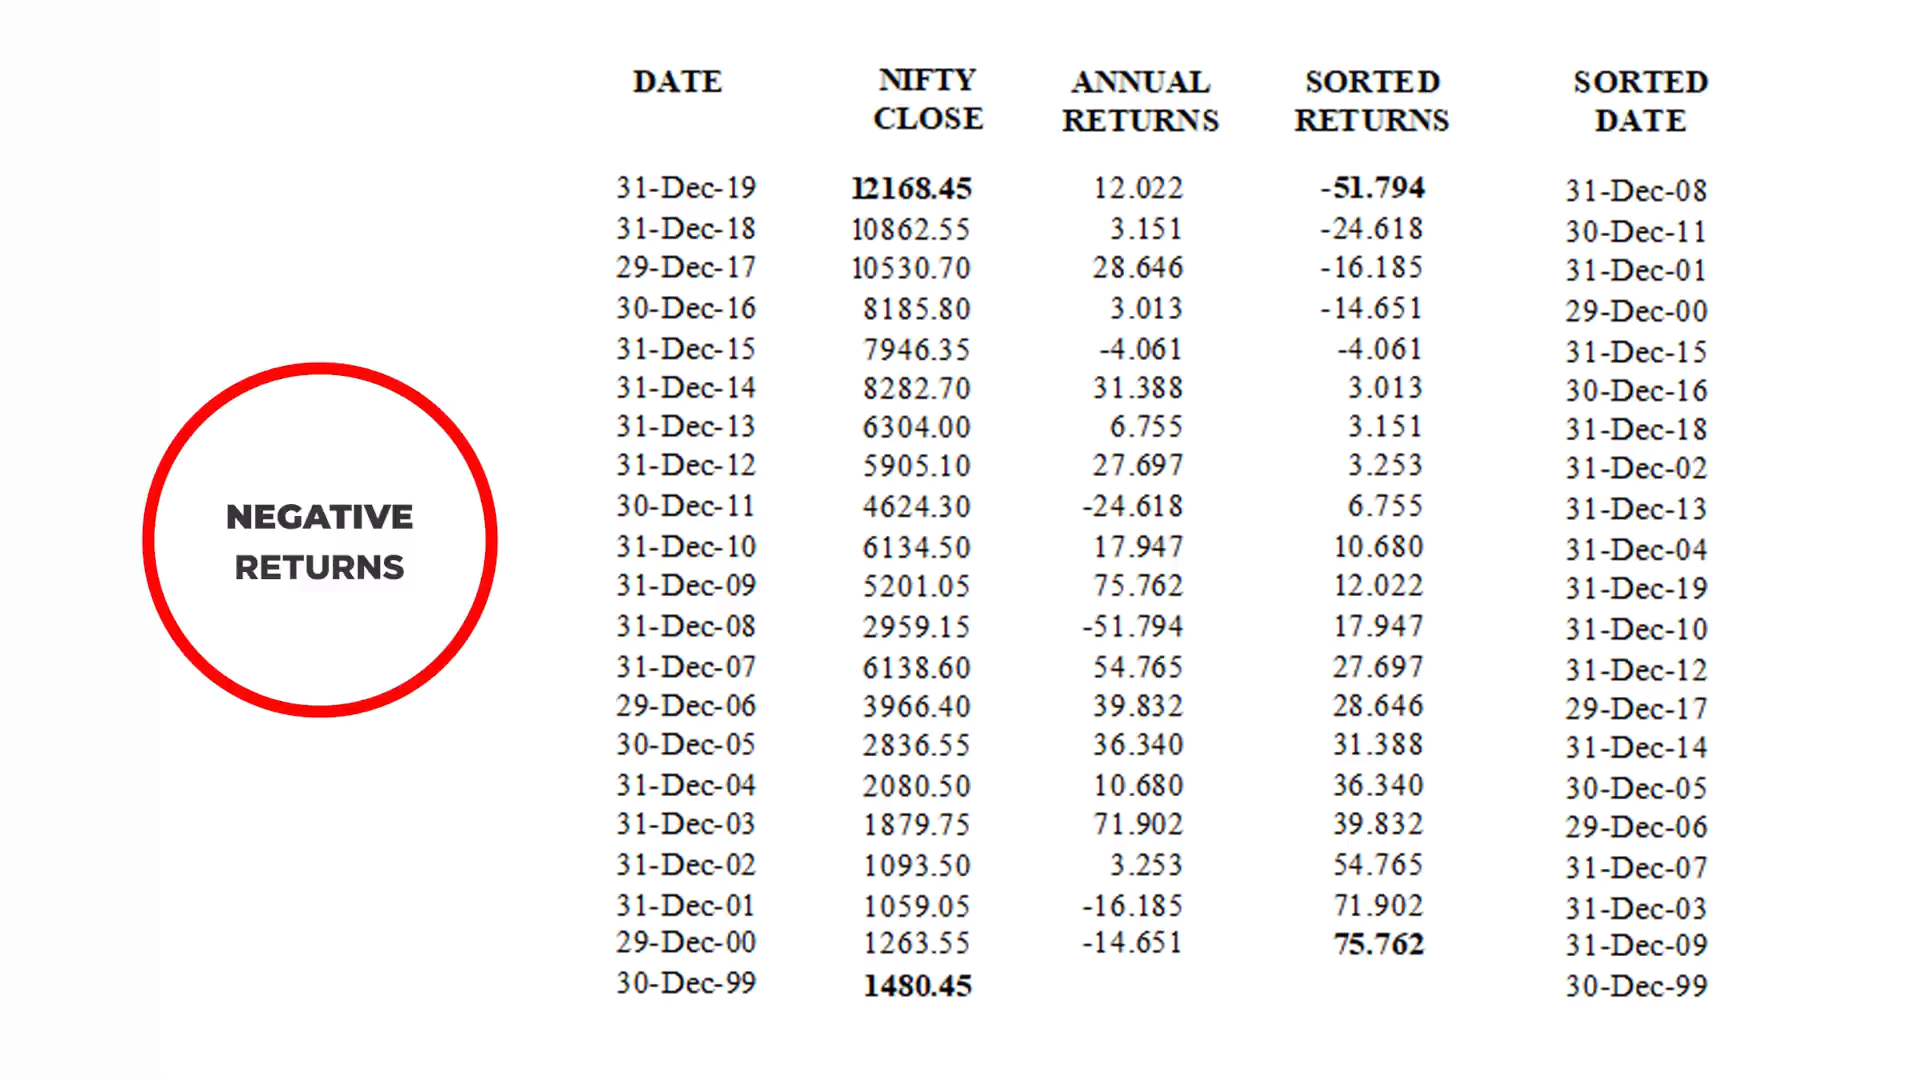 NEGATIVE
RETURNS
DATE NIFTY CLOSE ANNUAL RETURNS SORTED RETURNS SORTED DATE
31-Dec-19 12168.45 12.022 -51.794 31-Dec-08
31-Dec-18 10862.55 3.151 -24.618 30-Dec-11
29-Dec-17 10530.70 28.646 -16.185 31-Dec-01
30-Dec-16 8185.80 3.013 -14.651 29-Dec-00
31-Dec-15 7946.35 -4.061 -4.061 31-Dec-15
31-Dec-14 8282.70 31.388 3.013 30-Dec-16
31-Dec-13 6304.00 6.755 3.151 31-Dec-18
31-Dec-12 5905.10 27.697 3.253 31-Dec-02
30-Dec-11 4624.30 -24.618 6.755 31-Dec-13
31-Dec-10 6134.50 17.947 10.680 31-Dec-04
31-Dec-09 5201.05 75.762 12.022 31-Dec-19
31-Dec-08 2959.15 -51.794 17.947 31-Dec-10
31-Dec-07 6138.60 54.765 27.697 31-Dec-12
29-Dec-06 3966.40 39.832 28.646 29-Dec-17
30-Dec-05 2836.55 36.340 31.388 31-Dec-14
31-Dec-04 2080.50 10.680 36.340 30-Dec-05
31-Dec-03 1879.75 71.902 39.832 29-Dec-06
31-Dec-02 1093.50 3.253 54.765 31-Dec-07
31-Dec-01 1059.05 -16.185 71.902 31-Dec-03
29-Dec-00 1263.55 -14.651 75.762 31-Dec-09
30-Dec-99 1480.45 30-Dec-99